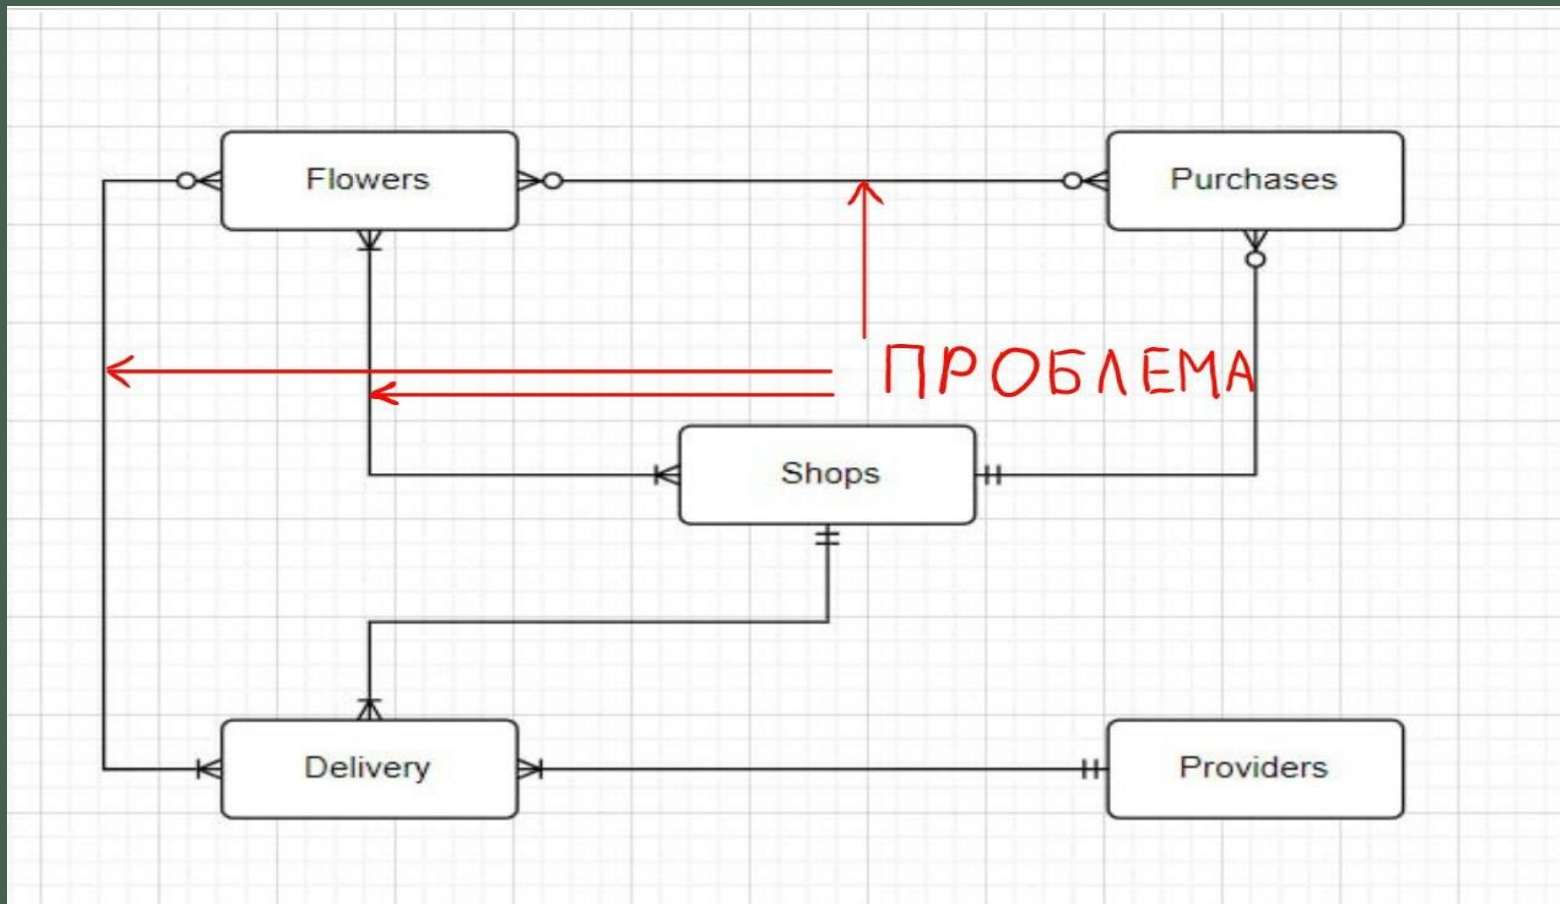 Flowers
Purchases
ПРОБЛЕМА
Shops
Delivery
Providers